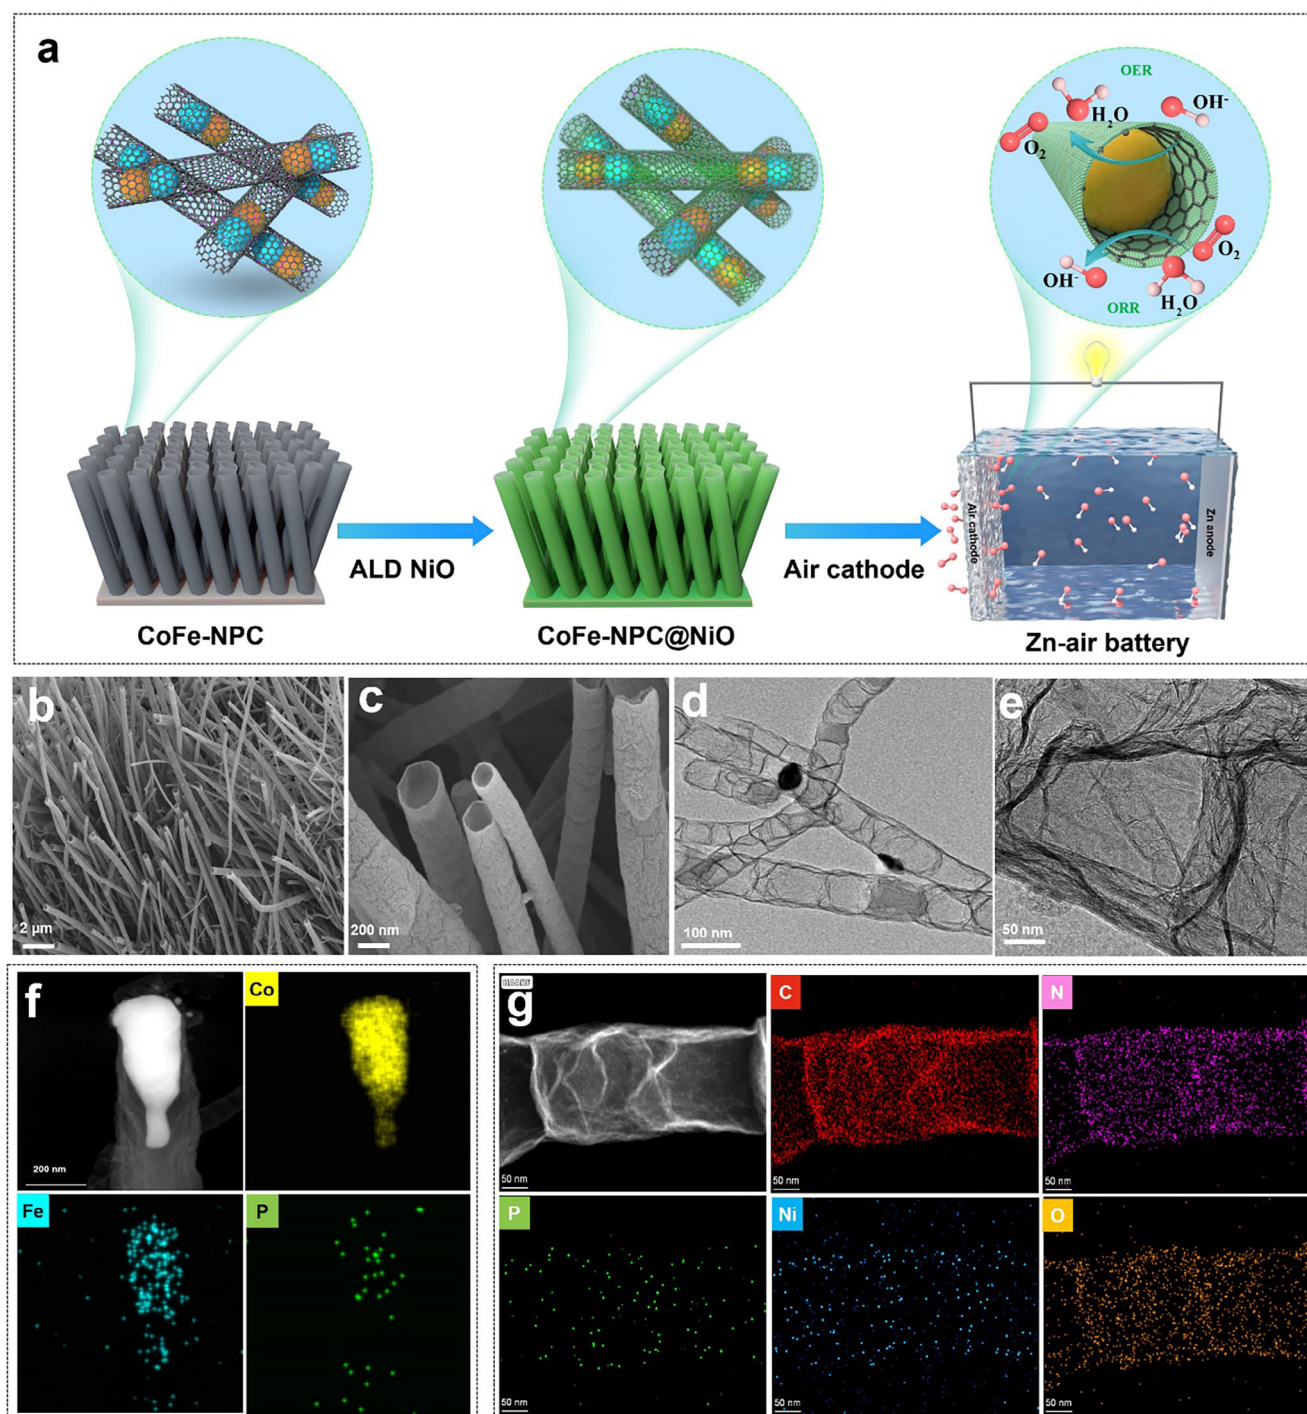 a
OER
H2O
OH-
O2
O2
OH-
H2O
ORR
Air cathode
Zn anode
ALD NiO
Air cathode
CoFe-NPC
CoFe-NPC@NiO
Zn-air battery
b
2 µm
c
200 nm
d
100 nm
e
50 nm
f
200 nm
Co
Fe
P
HAADF
g
50 nm
C
50 nm
N
50 nm
P
50 nm
Ni
50 nm
O
50 nm